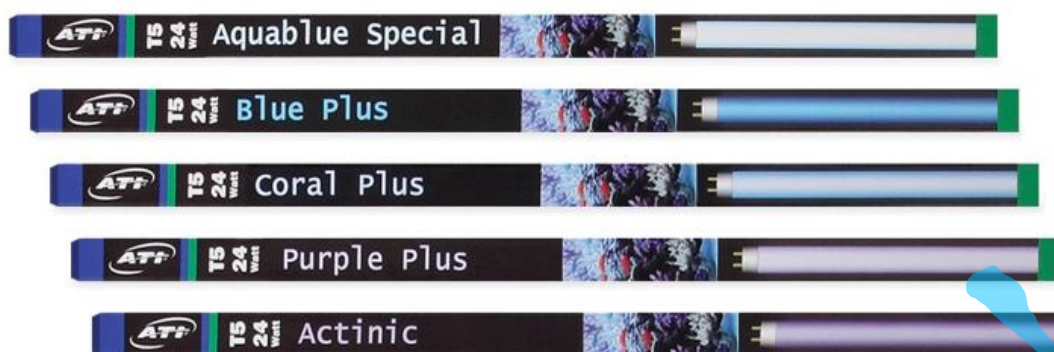 ATI T5 24 Watt Aquablue Special
ATI T5 24 Watt Blue Plus
ATI T5 24 Watt Coral Plus
ATI T5 24 Watt Purple Plus
ATI T5 24 Watt Actinic